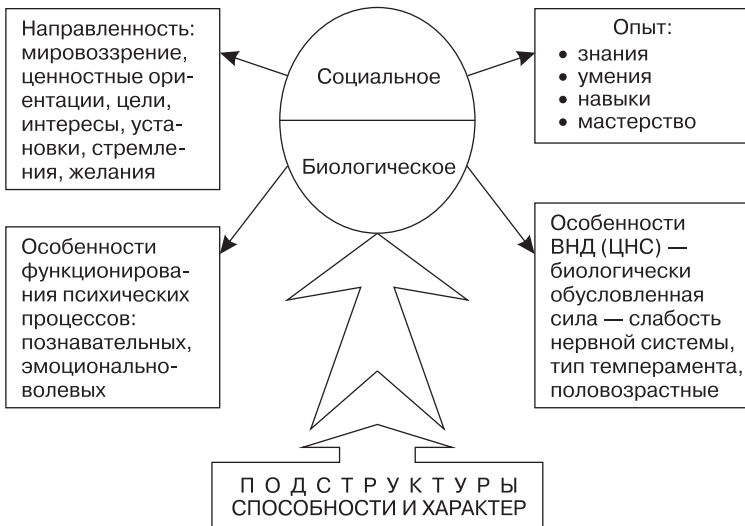 Направленность:
мировоззрение,
ценностные ори-
ентации, цели,
интересы, уста-
новки, стремле-
ния, желания
Социальное
Биологическое
Опыт:
• знания
• умения
• навыки
• мастерство
Особенности
функционирова-
ния психических
процессов:
познавательных,
эмоционально-
волевых
Особенности
ВНД (ЦНС) —
биологически
обусловленная
сила — слабость
нервной системы,
тип темперамента,
половозрастные
П О Д С Т Р У К Т У Р Ы
СПОСОБНОСТИ И ХАРАКТЕР